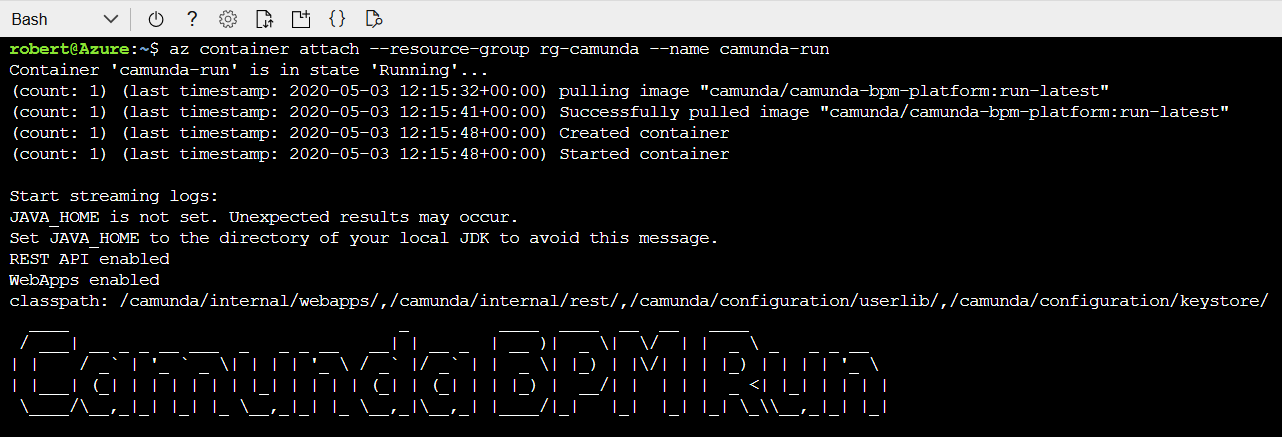 Bash ? {}
robert@Azure:~$ az container attach --resource-group rg-camunda --name camunda-run
Container 'camunda-run' is in state 'Running'...
(count: 1) (last timestamp: 2020-05-03 12:15:32+00:00) pulling image "camunda/camunda-bpm-platform:run-latest"
(count: 1) (last timestamp: 2020-05-03 12:15:41+00:00) Successfully pulled image "camunda/camunda-bpm-platform:run-latest"
(count: 1) (last timestamp: 2020-05-03 12:15:48+00:00) Created container
(count: 1) (last timestamp: 2020-05-03 12:15:48+00:00) Started container
Start streaming logs:
JAVA_HOME is not set. Unexpected results may occur.
Set JAVA_HOME to the directory of your local JDK to avoid this message.
REST API enabled
WebApps enabled
classpath: /camunda/internal/webapps/,/camunda/internal/rest/,/camunda/configuration/userlib/,/camunda/configuration/keystore/
Camunda BPM Run